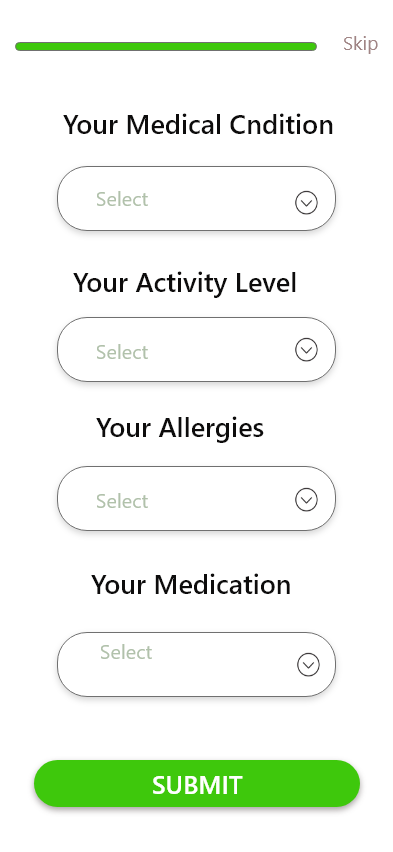 Skip
Your Medical Cndition
Select
Your Activity Level
Select
Your Allergies
Select
Your Medication
Select
SUBMIT